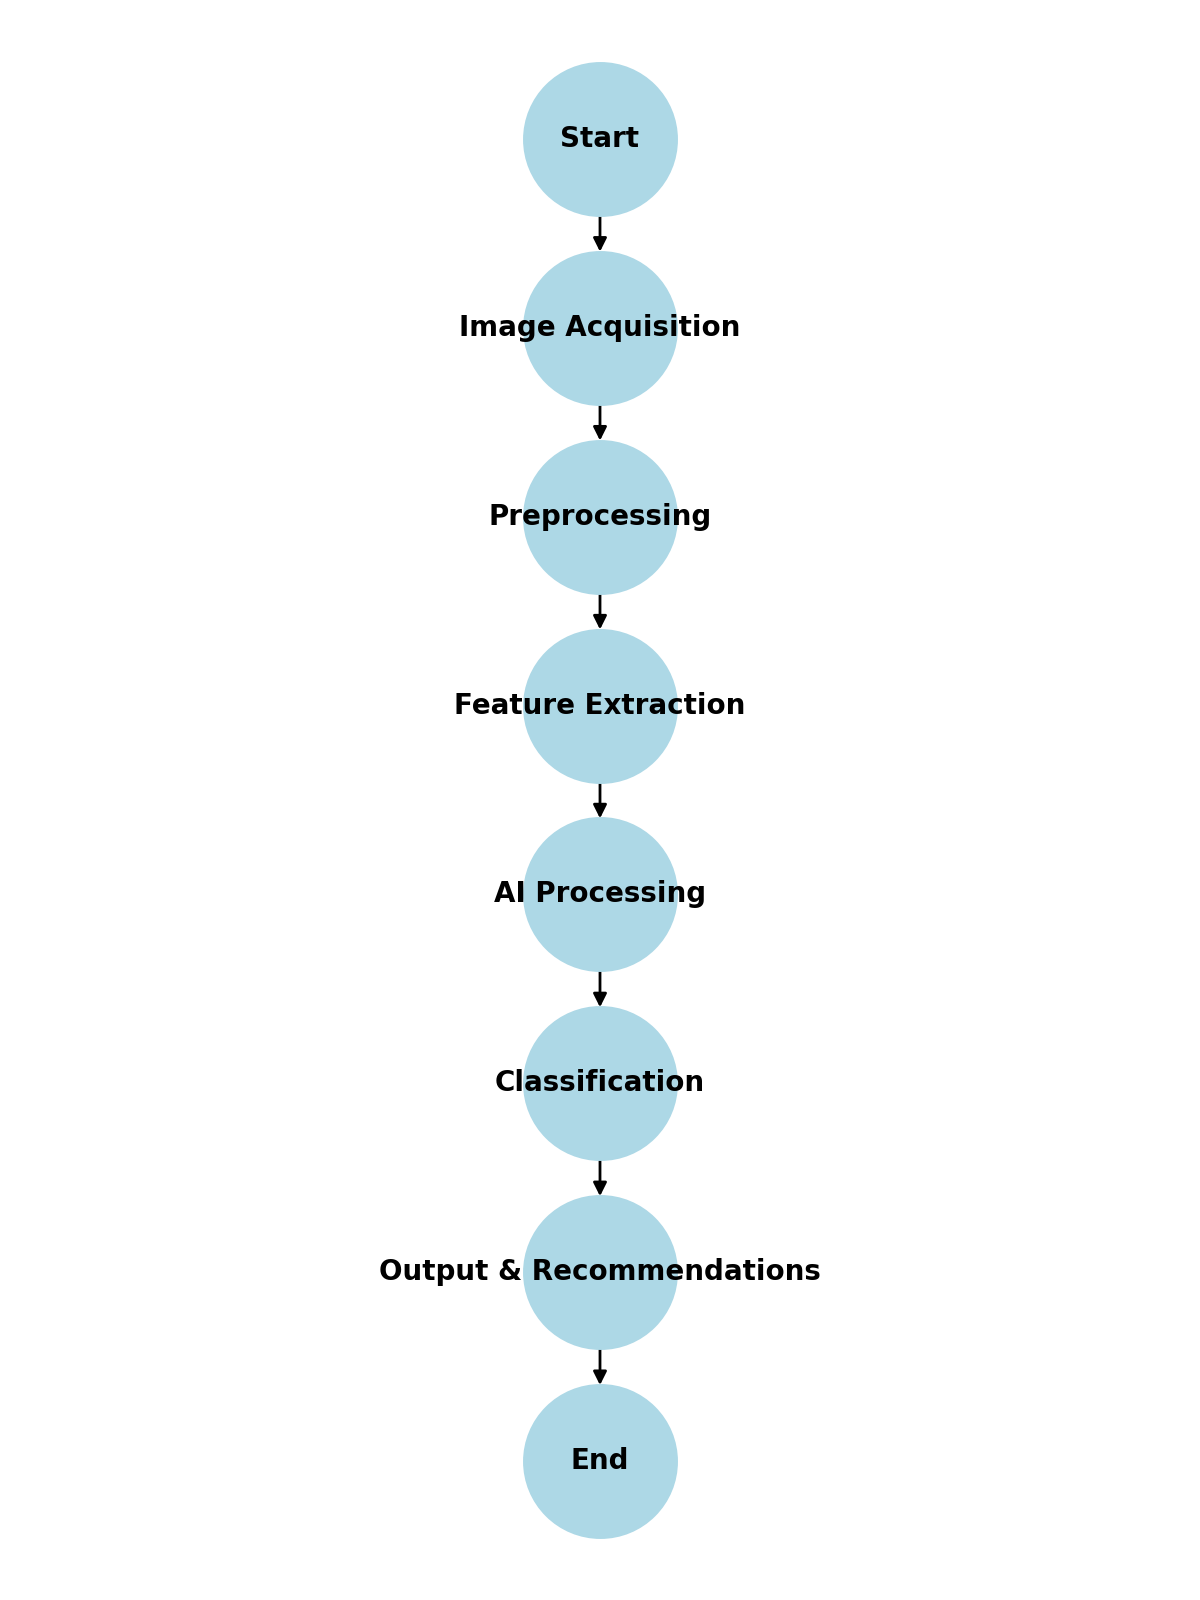 Start
Image Acquisition
Preprocessing
Feature Extraction
AI Processing
Classification
Output & Recommendations
End